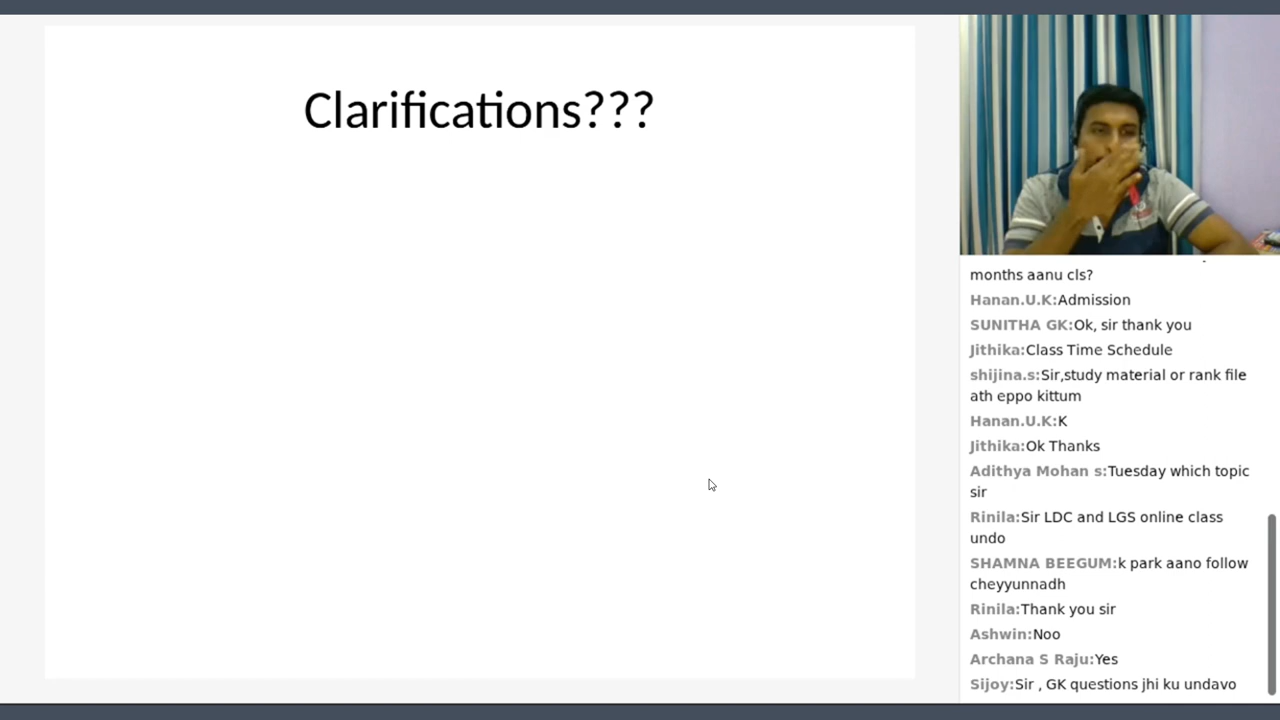 Clarifications???
months aanu cls?
Hanan.U.K:Admission
SUNITHA GK:Ok, sir thank you
Jithika:Class Time Schedule
shijina.s:Sir,study material or rank file
ath eppo kittum
Hanan.U.K:K
Jithika:Ok Thanks
Adithya Mohan s:Tuesday which topic
sir
Rinila:Sir LDC and LGS online class
undo
SHAMNA BEEGUM:k park aano follow
cheyyunnadh
Rinila:Thank you sir
Ashwin:Noo
Archana S Raju:Yes
Sijoy:Sir , GK questions jhi ku undavo